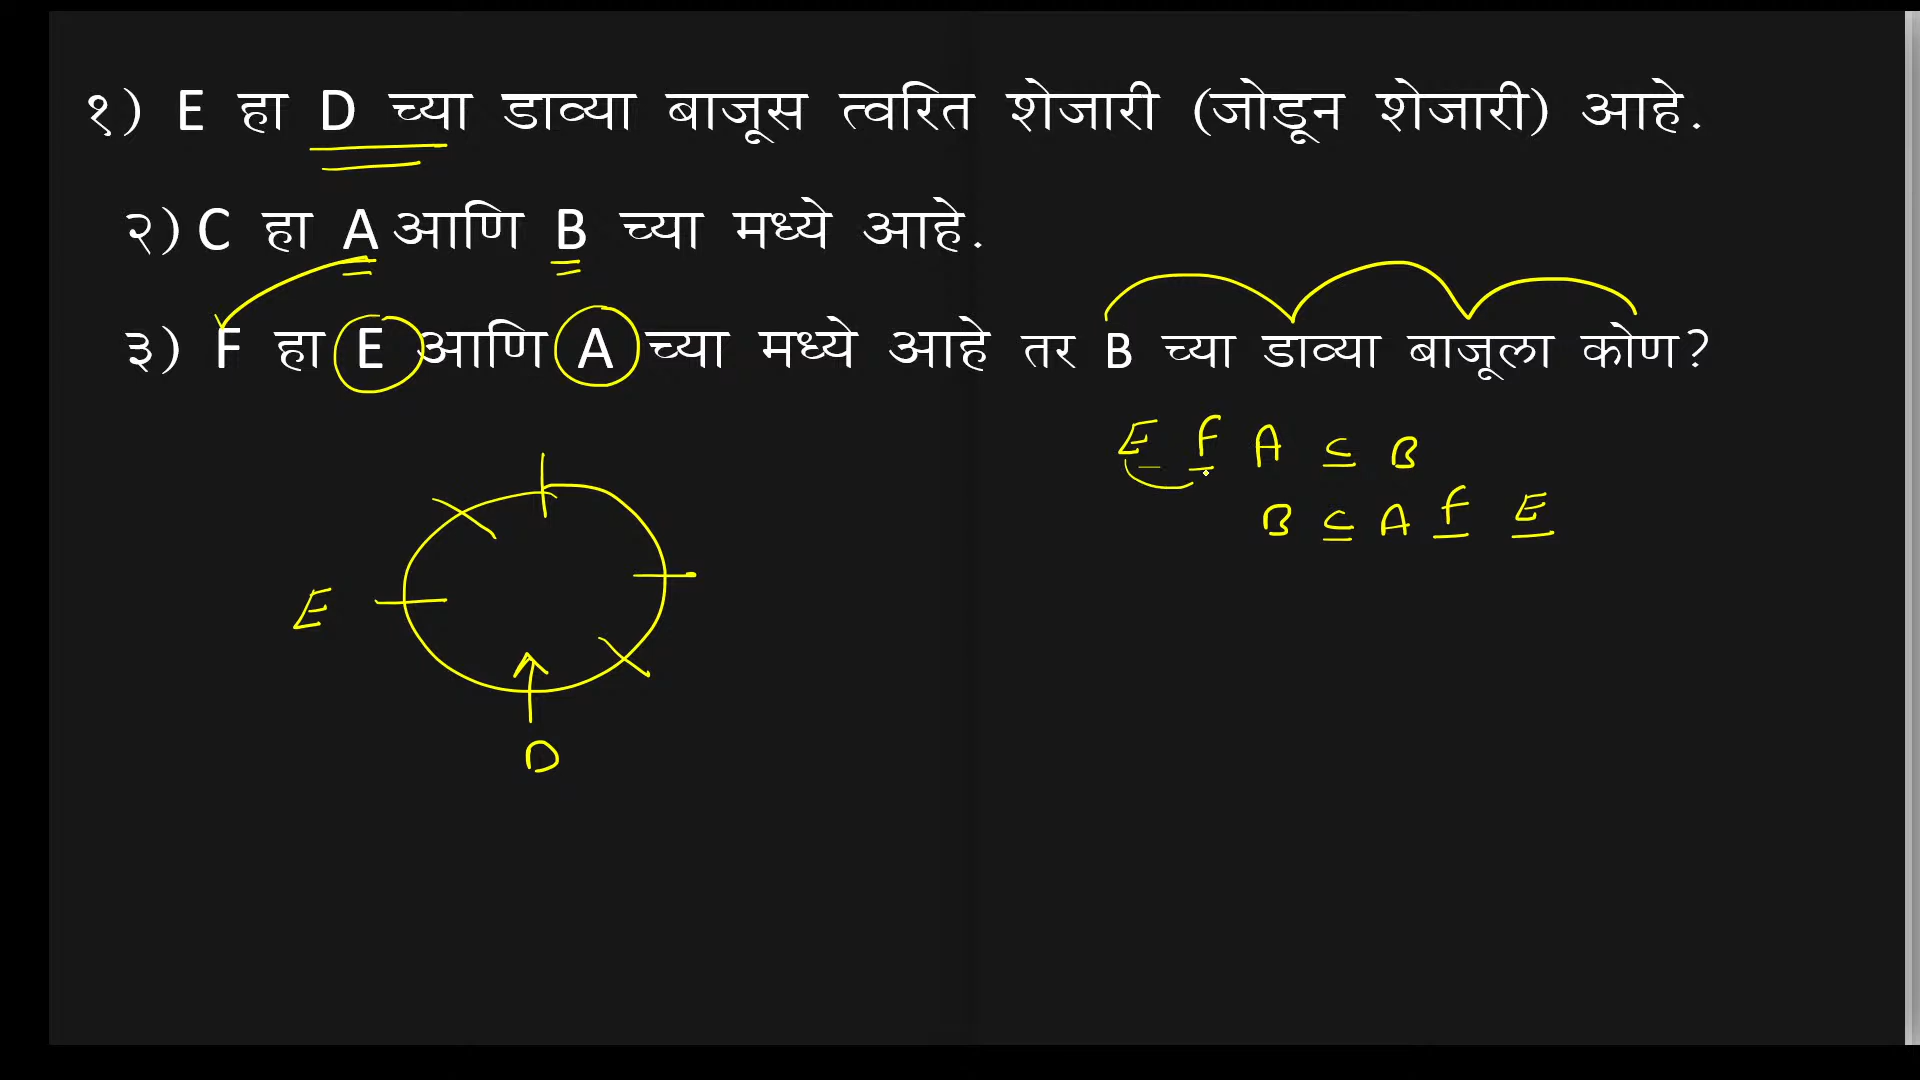 १) E हा D च्या डाव्या बाजूस त्वरित शेजारी (जोडून शेजारी) आहे.
२) C हा A आणि B च्या मध्ये आहे.
३) F हा E आणि A च्या मध्ये आहे तर B च्या डाव्या बाजूला कोण?
E F A C B
B C A F E
E
D